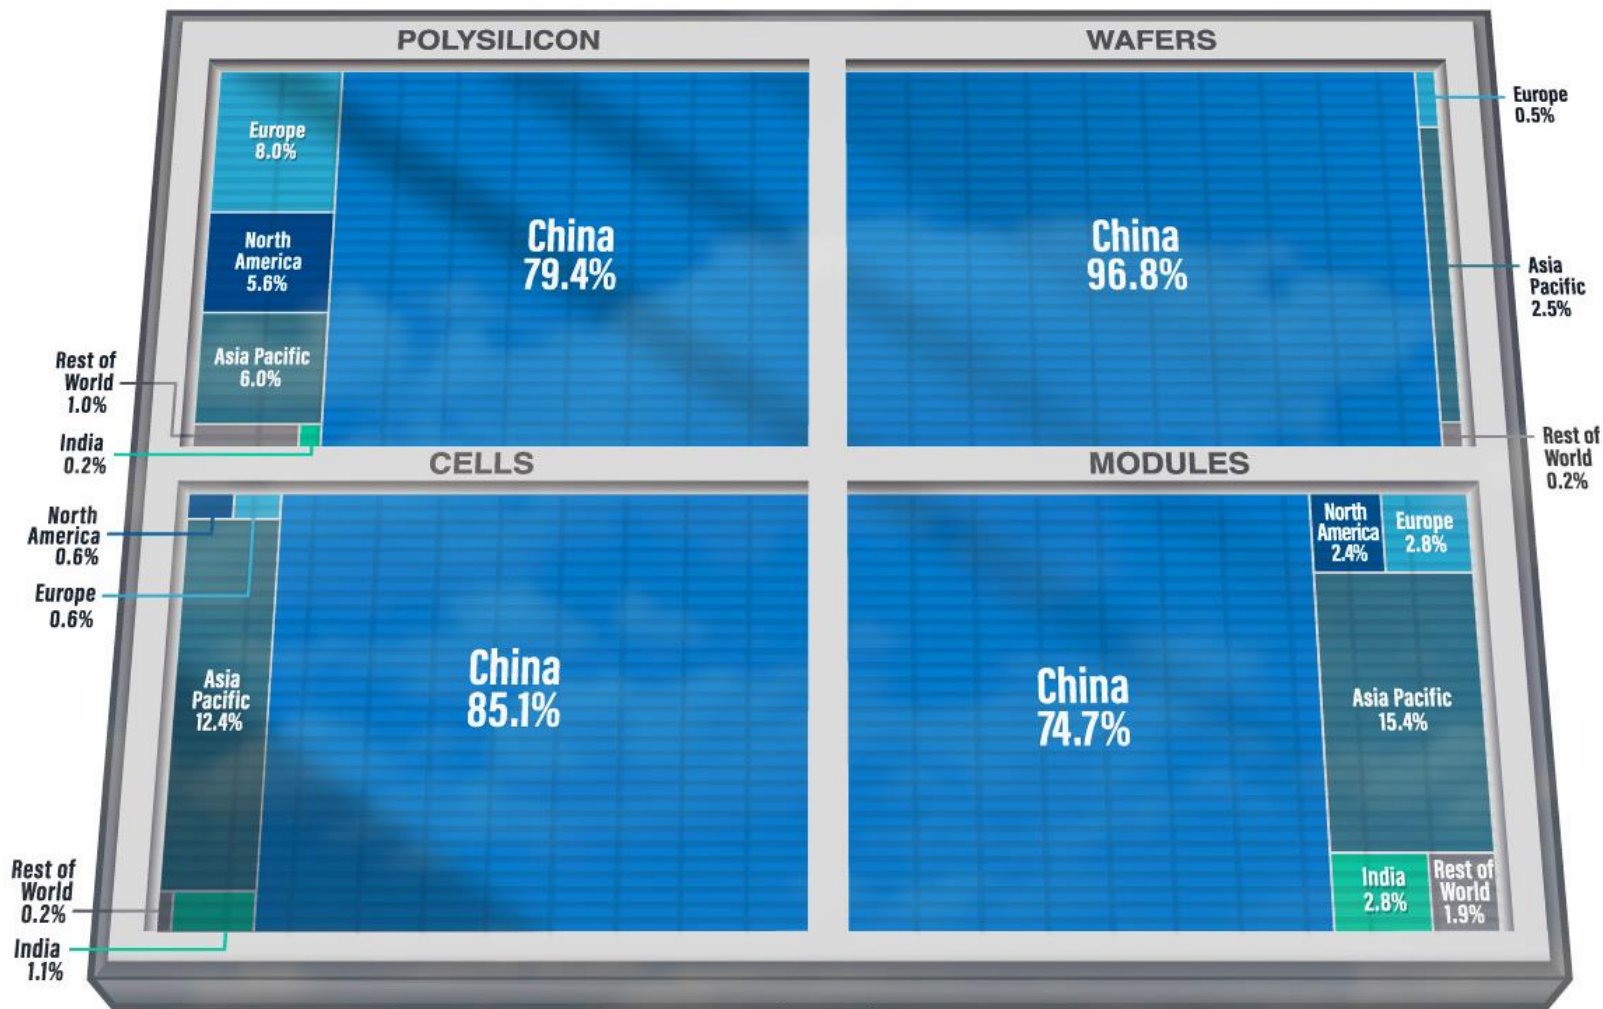 POLYSILICON
Europe
8.0%
North
America
5.6%
Asia Pacific
6.0%
Rest of
World
1.0%
India
0.2%
China
79.4%
WAFERS
China
96.8%
Europe
0.5%
Asia
Pacific
2.5%
Rest of
World
0.2%
CELLS
North
America
0.6%
Europe
0.6%
Asia
Pacific
12.4%
Rest of
World
0.2%
India
1.1%
China
85.1%
MODULES
China
74.7%
North
America
2.4%
Europe
2.8%
Asia Pacific
15.4%
India
2.8%
Rest of
World
1.9%